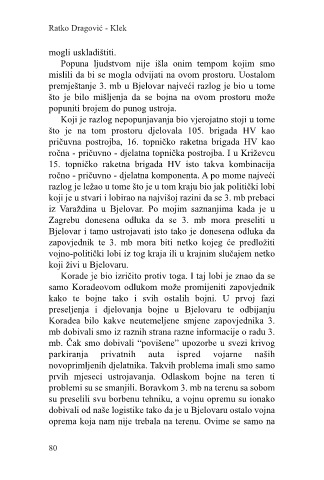 Ratko Dragović - Klek
mogli uskladištiti.
Popuna ljudstvom nije išla onim tempom kojim smo
mislili da bi se mogla odvijati na ovom prostoru. Uostalom
premještanje 3. mb u Bjelovar najveći razlog je bio u tome
što je bilo mišljenja da se bojna na ovom prostoru može
popuniti brojem do punog ustroja.
Koji je razlog nepopunjavanja bio vjerojatno stoji u tome
što je na tom prostoru djelovala 105. brigada HV kao
pričuvna postrojba, 16. topničko raketna brigada HV kao
ročna - pričuvno - djelatna topnička postrojba. I u Križevcu
15. topničko raketna brigada HV isto takva kombinacija
ročno - pričuvno - djelatna komponenta. A po mome najveći
razlog je ležao u tome što je u tom kraju bio jak politički lobi
koji je u stvari i lobirao na najvišoj razini da se 3. mb prebaci
iz Varaždina u Bjelovar. Po mojim saznanjima kada je u
Zagrebu donesena odluka da se 3. mb mora preseliti u
Bjelovar i tamo ustrojavati isto tako je donesena odluka da
zapovjednik te 3. mb mora biti netko kojeg će predložiti
vojno-politički lobi iz tog kraja ili u krajnim slučajem netko
koji živi u Bjelovaru.
Korade je bio izričito protiv toga. I taj lobi je znao da se
samo Koradeovom odlukom može promijeniti zapovjednik
kako te bojne tako i svih ostalih bojni. U prvoj fazi
preseljenja i djelovanja bojne u Bjelovaru te odbijanju
Koradea bilo kakve neutemeljene smjene zapovjednika 3.
mb dobivali smo iz raznih strana razne informacije o radu 3.
mb. Čak smo dobivali “povišene” upozorbe u svezi krivog
parkiranja privatnih auta ispred vojarne naših
novoprimljenih djelatnika. Takvih problema imali smo samo
prvih mjeseci ustrojavanja. Odlaskom bojne na teren ti
problemi su se smanjili. Boravkom 3. mb na terenu sa sobom
su preselili svu borbenu tehniku, a vojnu opremu su ionako
dobivali od naše logistike tako da je u Bjelovaru ostalo vojna
oprema koja nam nije trebala na terenu. Ovime se samo na
80